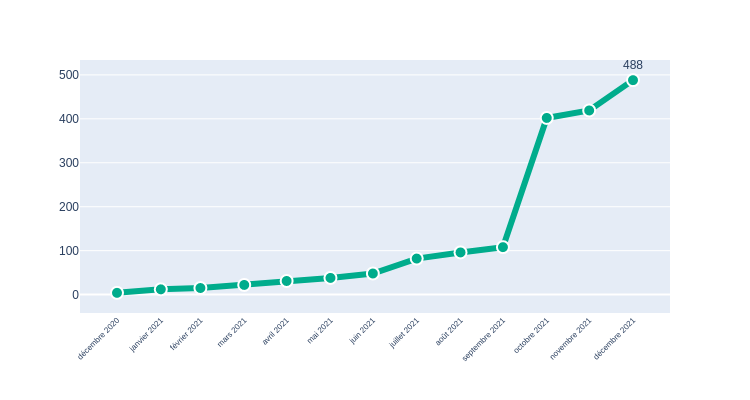 488
500
400
300
200
100
0
décembre 2020
janvier 2021
février 2021
mars 2021
avril 2021
mai 2021
juin 2021
juillet 2021
août 2021
septembre 2021
octobre 2021
novembre 2021
décembre 2021